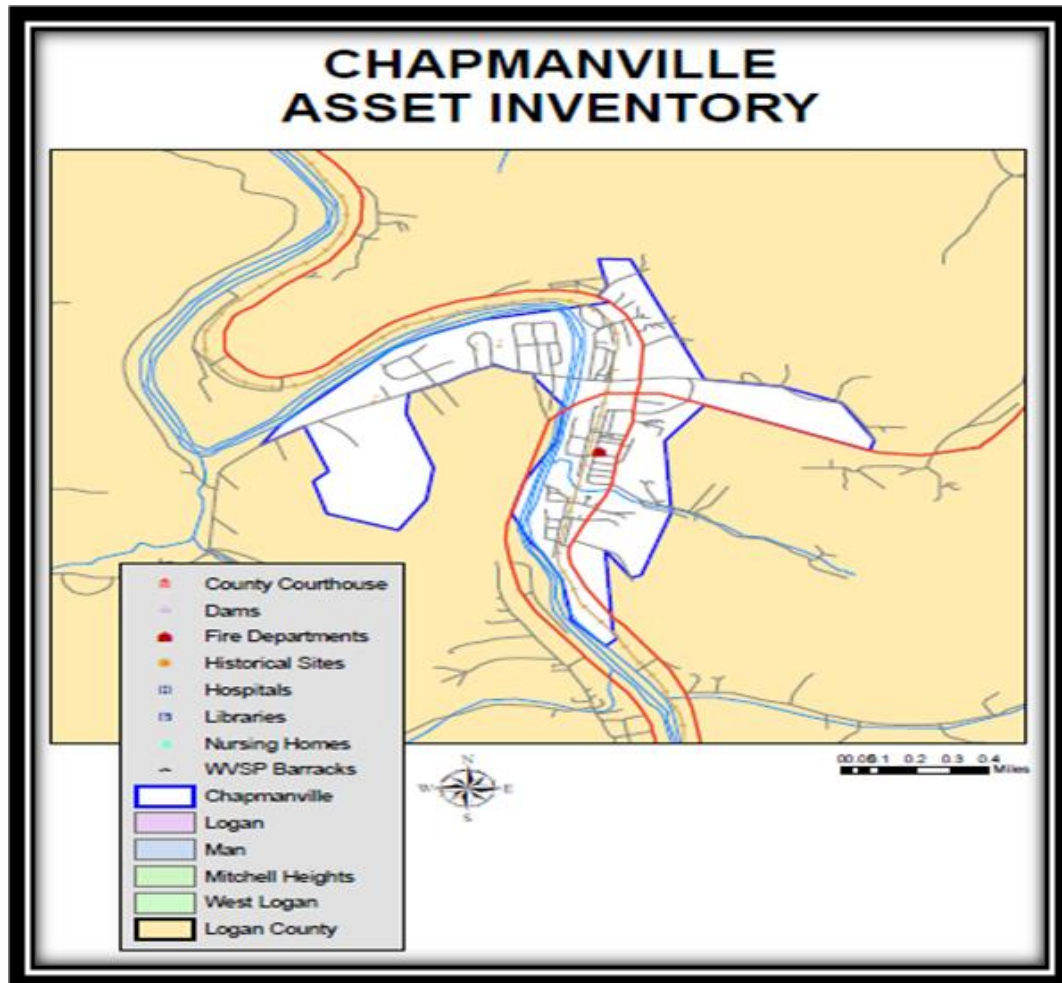 CHAPMANVILLE
ASSET INVENTORY
County Courthouse
Dams
Fire Departments
Historical Sites
Hospitals
Libraries
Nursing Homes
WVSP Barracks
Chapmanville
Logan
Man
Mitchell Heights
West Logan
Logan County
N
W E
S
0.2 0.3 0.4
Miles